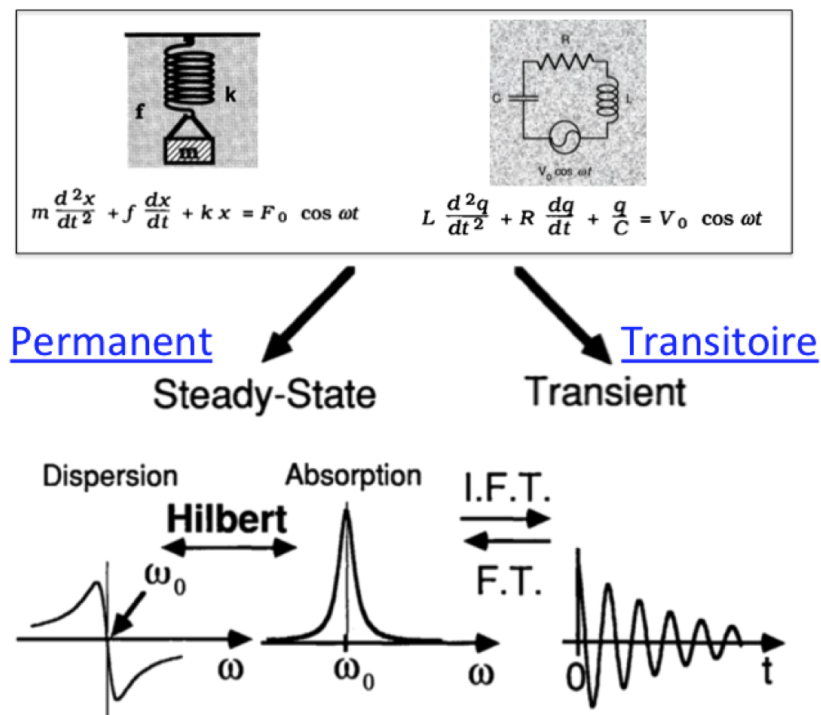 f k
m
m d²x/dt² + f dx/dt + k x = F₀ cos ωt
R
C L
V₀ cos ωt
L d²q/dt² + R dq/dt + q/C = V₀ cos ωt
Permanent Transitoire
Steady-State Transient
Dispersion Absorption I.F.T.
Hilbert
F.T.
ω₀
ω ω₀ ω 0 t